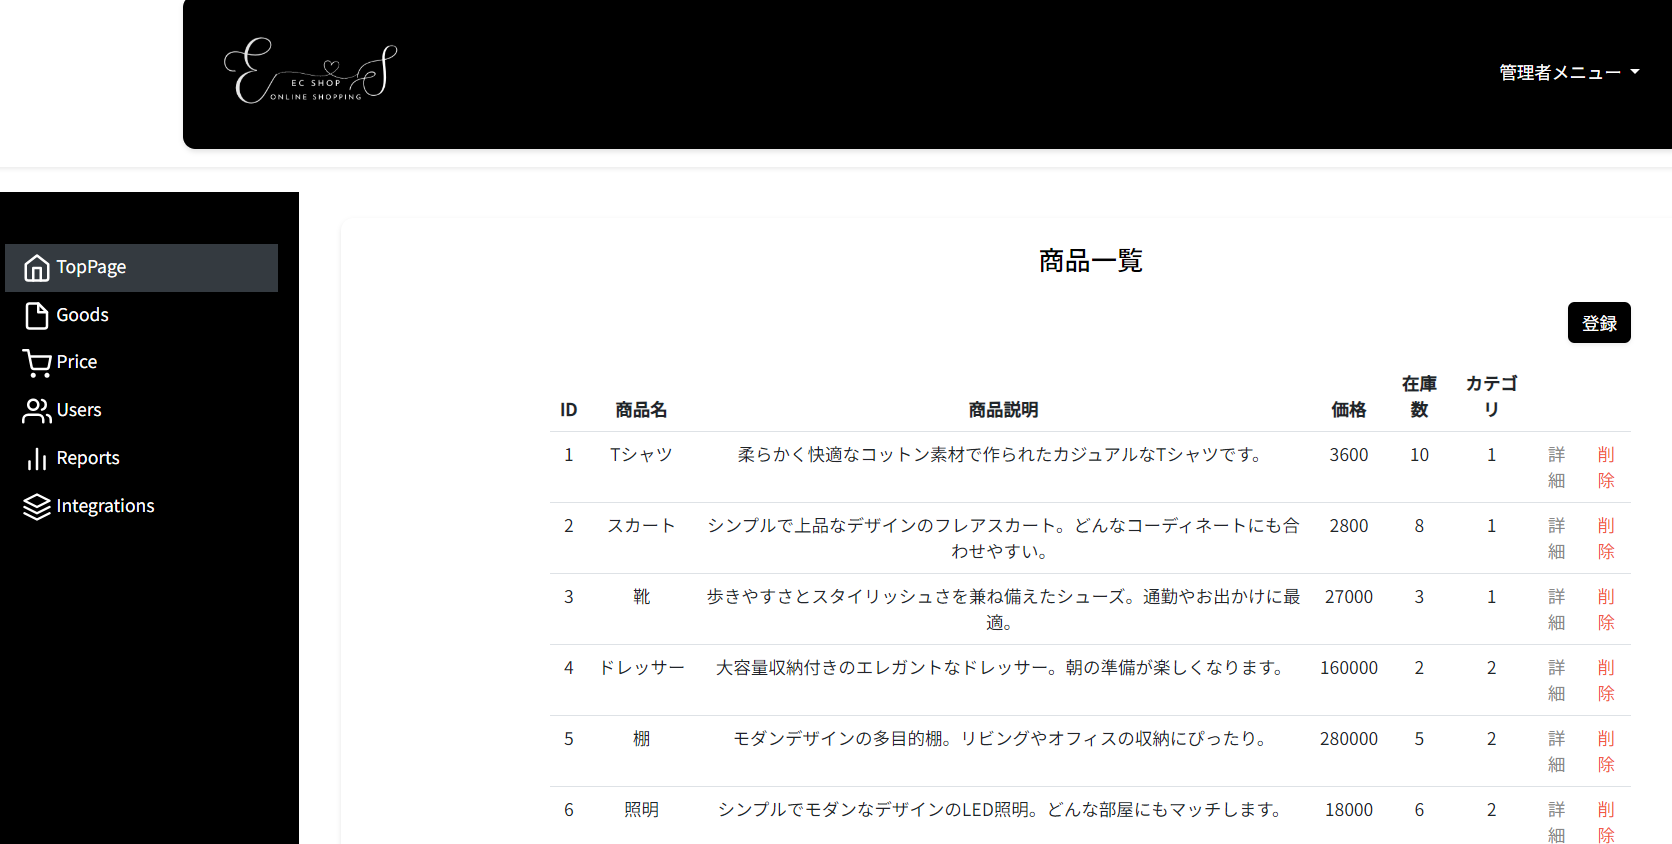 E S
EC SHOP
ONLINE SHOPPING
管理者メニュー
TopPage
Goods
Price
Users
Reports
Integrations
商品一覧
登録
ID 商品名 商品説明 価格 在庫数 カテゴリ
1 Tシャツ 柔らかく快適なコットン素材で作られたカジュアルなTシャツです。 3600 10 1 詳細 削除
2 スカート シンプルで上品なデザインのフレアスカート。どんなコーディネートにも合
わせやすい。 2800 8 1 詳細 削除
3 靴 歩きやすさとスタイリッシュさを兼ね備えたシューズ。通勤やお出かけに最
適。 27000 3 1 詳細 削除
4 ドレッサー 大容量収納付きのエレガントなドレッサー。朝の準備が楽しくなります。 160000 2 2 詳細 削除
5 棚 モダンデザインの多目的棚。リビングやオフィスの収納にぴったり。 280000 5 2 詳細 削除
6 照明 シンプルでモダンなデザインのLED照明。どんな部屋にもマッチします。 18000 6 2 詳細 削除